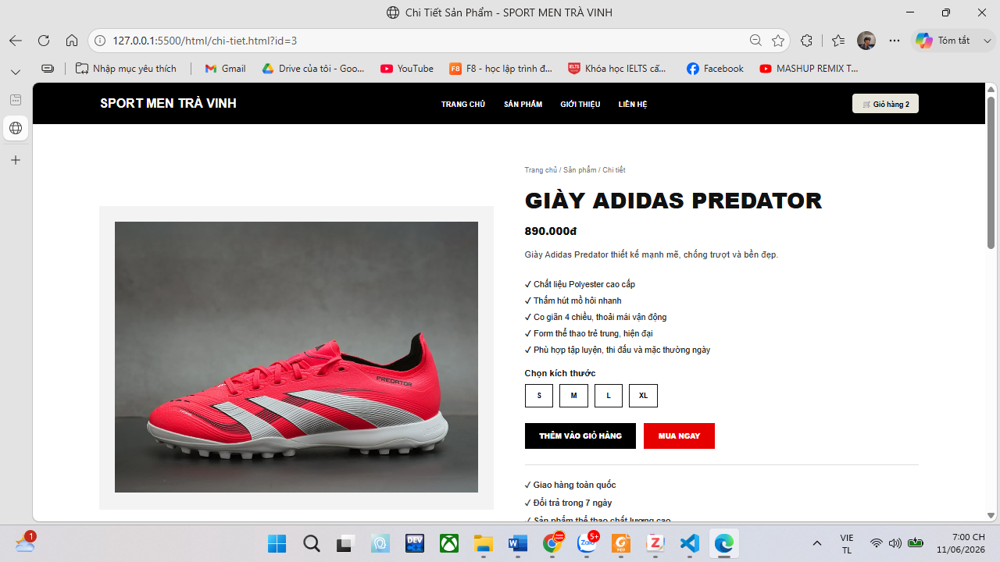 Chi Tiết Sản Phẩm - SPORT MEN TRÀ VINH
127.0.0.1:5500/html/chi-tiet.html?id=3
Tóm tắt
Nhập mục yêu thích
Gmail
Drive của tôi - Goo...
YouTube
F8 - học lập trình đ...
Khóa học IELTS cấ...
Facebook
MASHUP REMIX T...
SPORT MEN TRÀ VINH
TRANG CHỦ
SẢN PHẨM
GIỚI THIỆU
LIÊN HỆ
🛒 Giỏ hàng 2
Trang chủ / Sản phẩm / Chi tiết
GIÀY ADIDAS PREDATOR
890.000đ
Giày Adidas Predator thiết kế mạnh mẽ, chống trượt và bền đẹp.
✓ Chất liệu Polyester cao cấp
✓ Thấm hút mồ hôi nhanh
✓ Co giãn 4 chiều, thoải mái vận động
✓ Form thể thao trẻ trung, hiện đại
✓ Phù hợp tập luyện, thi đấu và mặc thường ngày
Chọn kích thước
S
M
L
XL
THÊM VÀO GIỎ HÀNG
MUA NGAY
✓ Giao hàng toàn quốc
✓ Đổi trả trong 7 ngày
✓ Sản phẩm thể thao chất lượng cao
PREDATOR
1
DEV
5+
Zalo
PDF
VIE
TL
7:00 CH
11/06/2026